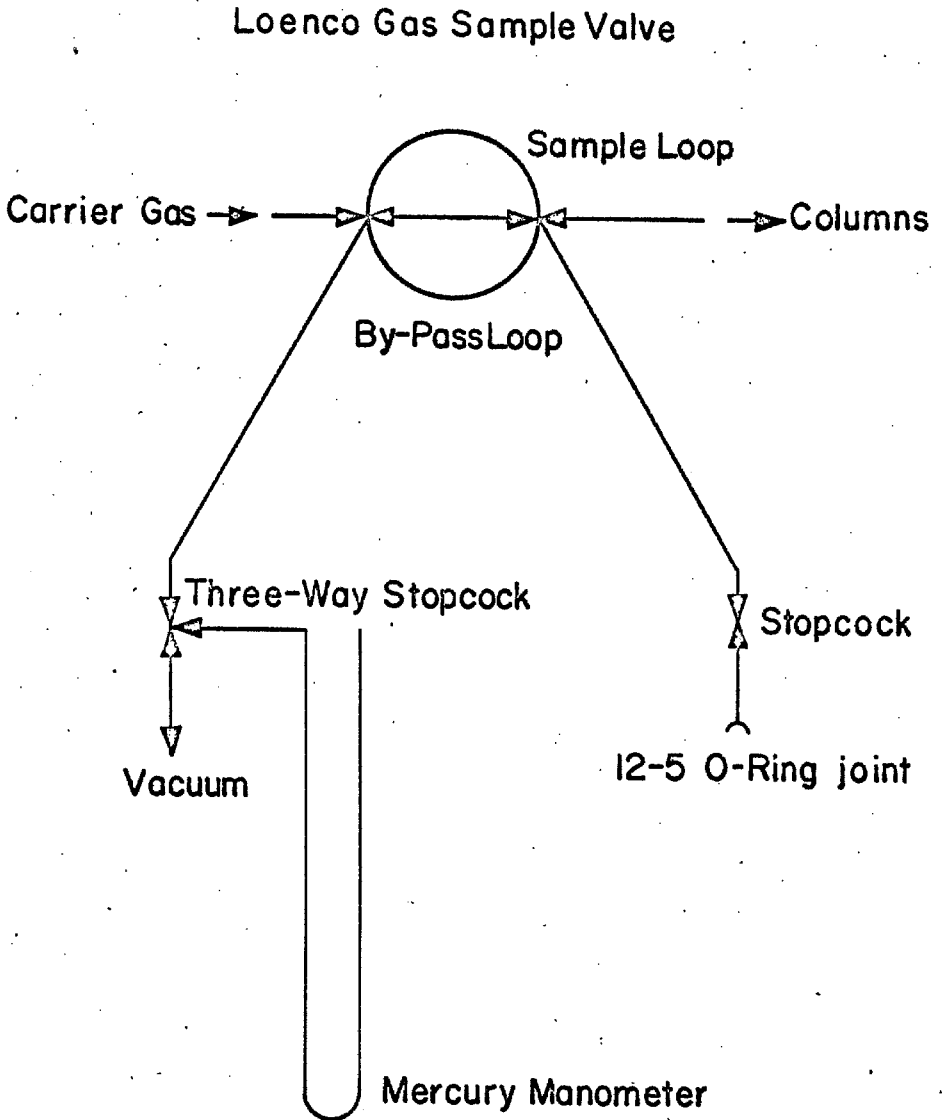 Loenco Gas Sample Valve
Sample Loop
Carrier Gas
Columns
By-Pass Loop
Three-Way Stopcock
Stopcock
Vacuum
12-5 O-Ring joint
Mercury Manometer